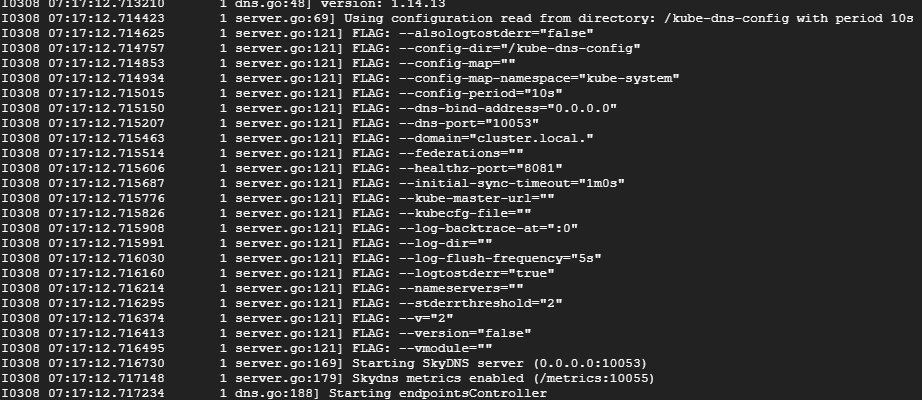 I0308 07:17:12.713210 1 dns.go:48] version: 1.14.13
I0308 07:17:12.714423 1 server.go:69] Using configuration read from directory: /kube-dns-config with period 10s
I0308 07:17:12.714625 1 server.go:121] FLAG: --alsologtostderr="false"
I0308 07:17:12.714757 1 server.go:121] FLAG: --config-dir="/kube-dns-config"
I0308 07:17:12.714853 1 server.go:121] FLAG: --config-map=""
I0308 07:17:12.714934 1 server.go:121] FLAG: --config-map-namespace="kube-system"
I0308 07:17:12.715015 1 server.go:121] FLAG: --config-period="10s"
I0308 07:17:12.715150 1 server.go:121] FLAG: --dns-bind-address="0.0.0.0"
I0308 07:17:12.715207 1 server.go:121] FLAG: --dns-port="10053"
I0308 07:17:12.715463 1 server.go:121] FLAG: --domain="cluster.local."
I0308 07:17:12.715514 1 server.go:121] FLAG: --federations=""
I0308 07:17:12.715606 1 server.go:121] FLAG: --healthz-port="8081"
I0308 07:17:12.715687 1 server.go:121] FLAG: --initial-sync-timeout="1m0s"
I0308 07:17:12.715776 1 server.go:121] FLAG: --kube-master-url=""
I0308 07:17:12.715826 1 server.go:121] FLAG: --kubecfg-file=""
I0308 07:17:12.715908 1 server.go:121] FLAG: --log-backtrace-at=":0"
I0308 07:17:12.715991 1 server.go:121] FLAG: --log-dir=""
I0308 07:17:12.716030 1 server.go:121] FLAG: --log-flush-frequency="5s"
I0308 07:17:12.716160 1 server.go:121] FLAG: --logtostderr="true"
I0308 07:17:12.716214 1 server.go:121] FLAG: --nameservers=""
I0308 07:17:12.716295 1 server.go:121] FLAG: --stderrthreshold="2"
I0308 07:17:12.716374 1 server.go:121] FLAG: --v="2"
I0308 07:17:12.716413 1 server.go:121] FLAG: --version="false"
I0308 07:17:12.716495 1 server.go:121] FLAG: --vmodule=""
I0308 07:17:12.716730 1 server.go:169] Starting SkyDNS server (0.0.0.0:10053)
I0308 07:17:12.717148 1 server.go:179] Skydns metrics enabled (/metrics:10055)
I0308 07:17:12.717234 1 dns.go:188] Starting endpointsController